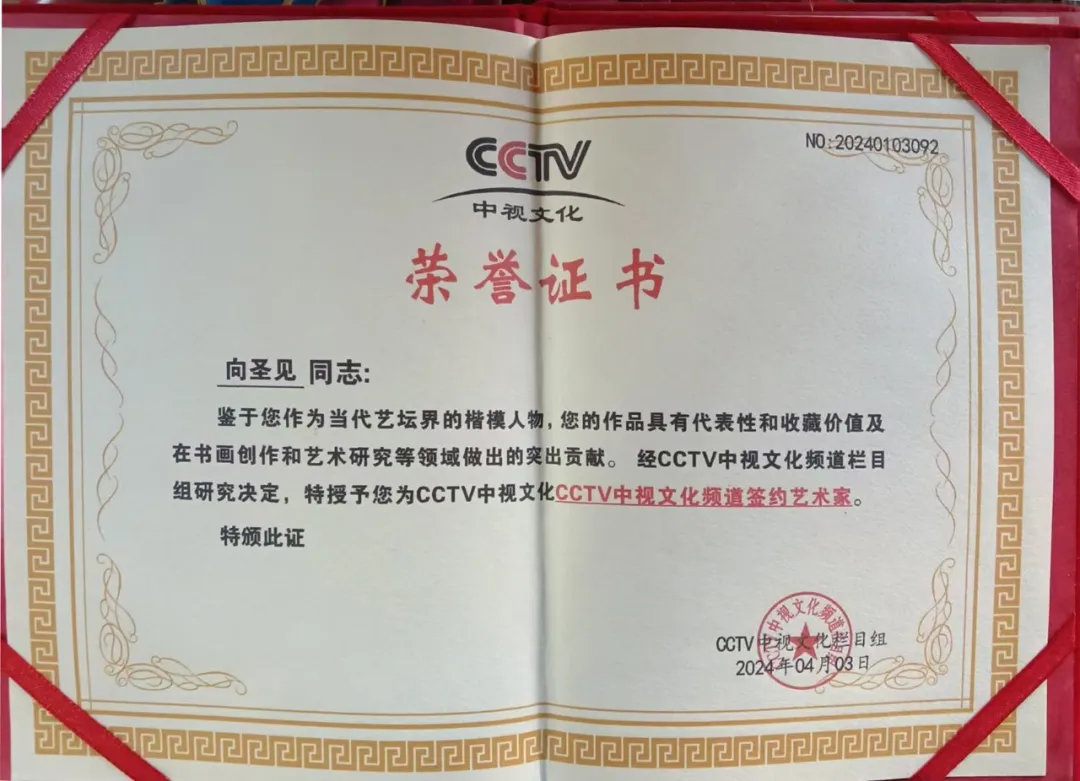 NO:20240103092
CCTV
中视文化
荣誉证书
向圣见 同志:
鉴于您作为当代艺坛界的楷模人物,您的作品具有代表性和收藏价值及
在书画创作和艺术研究等领域做出的突出贡献。经CCTV中视文化频道栏目
组研究决定,特授予您为CCTV中视文化CCTV中视文化频道签约艺术家。
特颁此证
CCTV中视文化栏目组
2024年04月03日